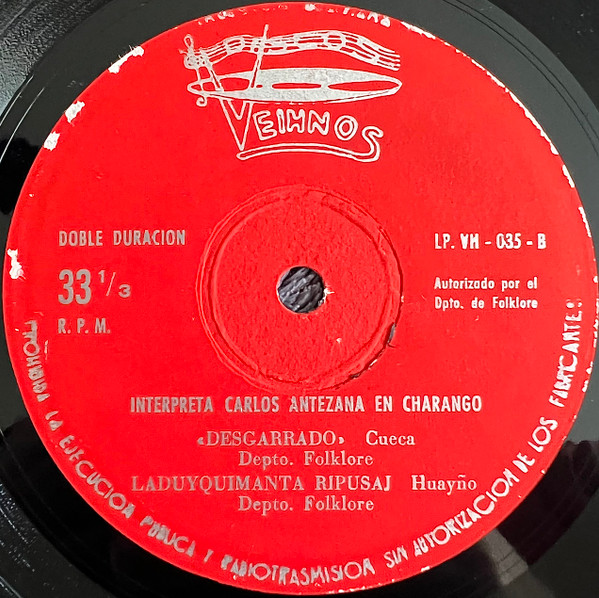 VEIHNOS
DOBLE DURACION
33 1/3
R. P. M.
LP. VH - 035 - B
Autorizado por el
Dpto. de Folklore
INTERPRETA CARLOS ANTEZANA EN CHARANGO
«DESGARRADO» Cueca
Depto. Folklore
LADUYQUIMANTA RIPUSAJ Huayño
Depto. Folklore
PROHIBIDA LA EJECUCION PUBLICA Y RADIOTRASMISION SIN AUTORIZACION DE LOS FABRICANTES